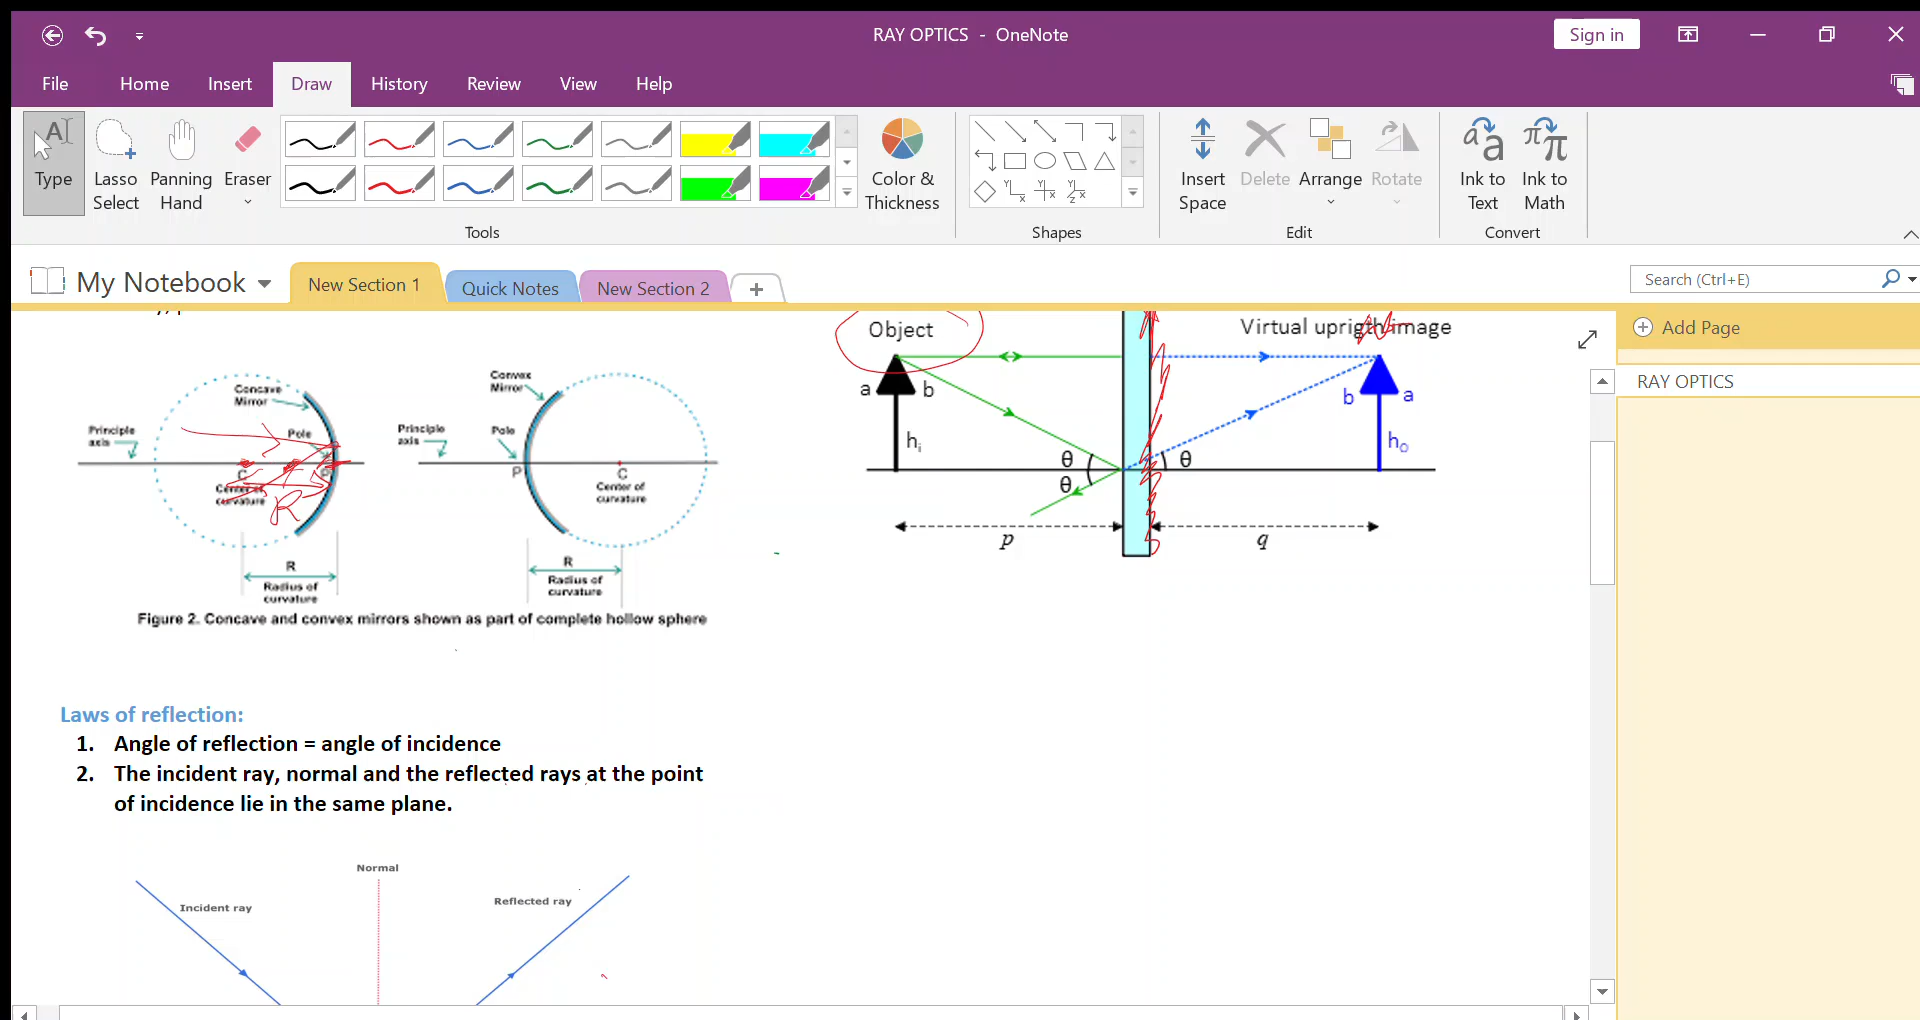 RAY OPTICS - OneNote
Sign in
File Home Insert Draw History Review View Help
Type
Lasso Select
Panning Hand
Eraser
Color & Thickness
Insert Space
Delete
Arrange
Rotate
Ink to Text
Ink to Math
Tools
Shapes
Edit
Convert
My Notebook
New Section 1
Quick Notes
New Section 2
Search (Ctrl+E)
Add Page
RAY OPTICS
Concave
Mirror
Principle
axis
Pole
P
C
Center of
curvature
R
R
Radius of
curvature
Convex
Mirror
Principle
axis
Pole
P
C
Center of
curvature
R
Radius of
curvature
Figure 2. Concave and convex mirrors shown as part of complete hollow sphere
Object
Virtual uprigth image
a b
b a
hi
ho
θ
θ
θ
p
q
Laws of reflection:
1. Angle of reflection = angle of incidence
2. The incident ray, normal and the reflected rays at the point
of incidence lie in the same plane.
Normal
Incident ray
Reflected ray